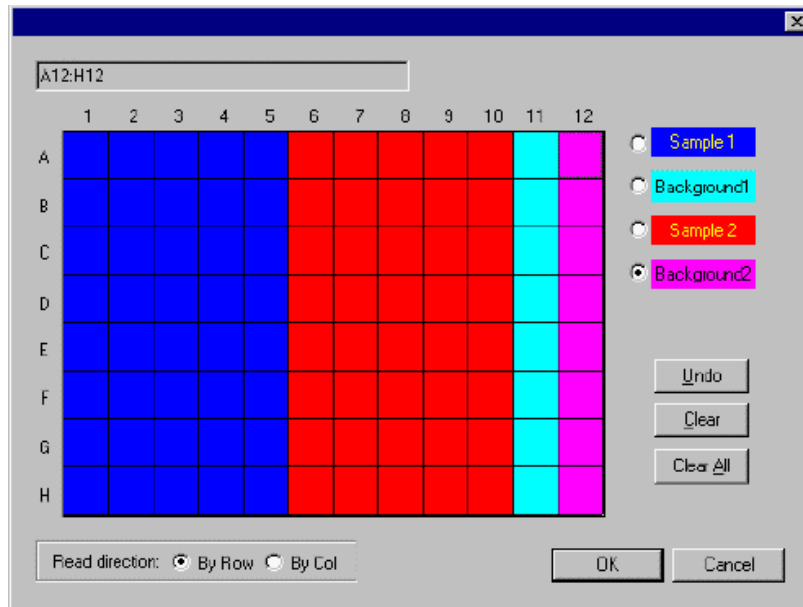 A12:H12
1 2 3 4 5 6 7 8 9 10 11 12
A
B
C
D
E
F
G
H
Sample 1
Background1
Sample 2
Background2
Undo
Clear
Clear All
Read direction: By Row By Col
OK Cancel